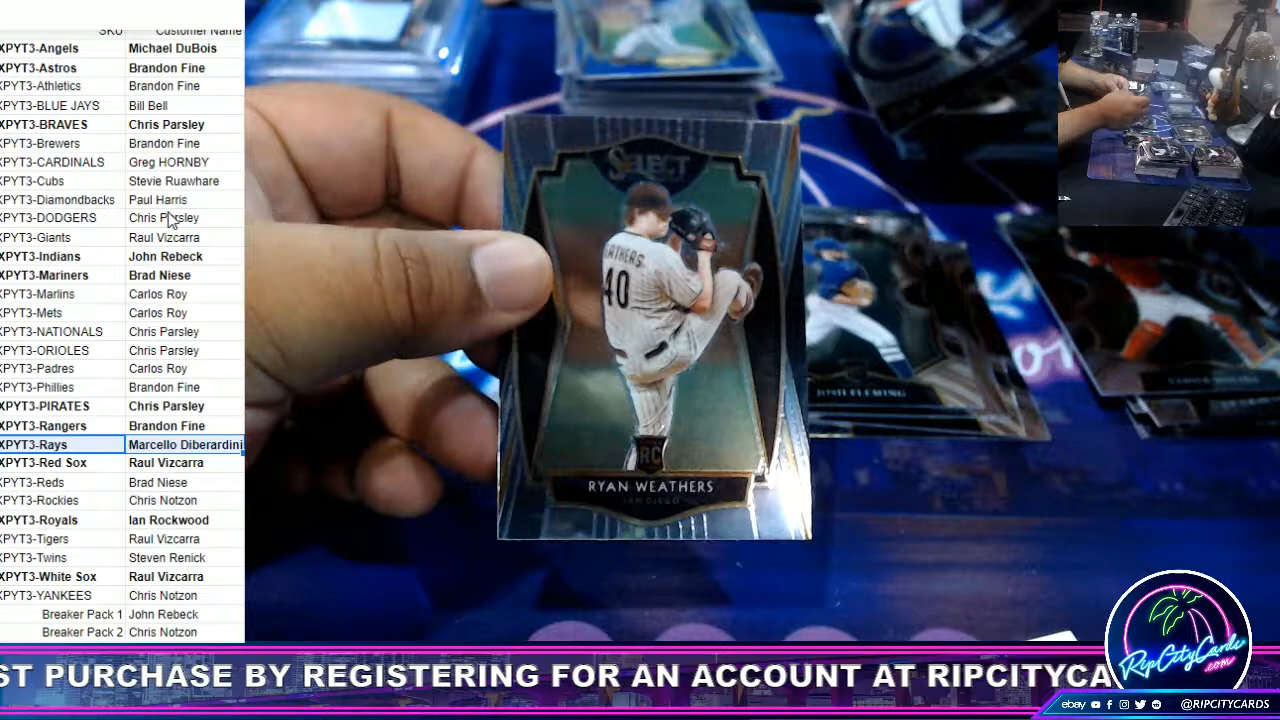 SKU Customer Name
XPYT3-Angels Michael DuBois
XPYT3-Astros Brandon Fine
XPYT3-Athletics Brandon Fine
XPYT3-BLUE JAYS Bill Bell
XPYT3-BRAVES Chris Parsley
XPYT3-Brewers Brandon Fine
XPYT3-CARDINALS Greg HORNBY
XPYT3-Cubs Stevie Ruawhare
XPYT3-Diamondbacks Paul Harris
XPYT3-DODGERS Chris Parsley
XPYT3-Giants Raul Vizcarra
XPYT3-Indians John Rebeck
XPYT3-Mariners Brad Niese
XPYT3-Marlins Carlos Roy
XPYT3-Mets Carlos Roy
XPYT3-NATIONALS Chris Parsley
XPYT3-ORIOLES Chris Parsley
XPYT3-Padres Carlos Roy
XPYT3-Phillies Brandon Fine
XPYT3-PIRATES Chris Parsley
XPYT3-Rangers Brandon Fine
XPYT3-Rays Marcello Diberardini
XPYT3-Red Sox Raul Vizcarra
XPYT3-Reds Brad Niese
XPYT3-Rockies Chris Notzon
XPYT3-Royals Ian Rockwood
XPYT3-Tigers Raul Vizcarra
XPYT3-Twins Steven Renick
XPYT3-White Sox Raul Vizcarra
XPYT3-YANKEES Chris Notzon
Breaker Pack 1 John Rebeck
Breaker Pack 2 Chris Notzon
SELECT
WEATHERS
40
RC
RYAN WEATHERS
SAN DIEGO
JOSH FLEMING
ST PURCHASE BY REGISTERING FOR AN ACCOUNT AT RIPCITYCA
RipCityCards
.com
ebay @RIPCITYCARDS